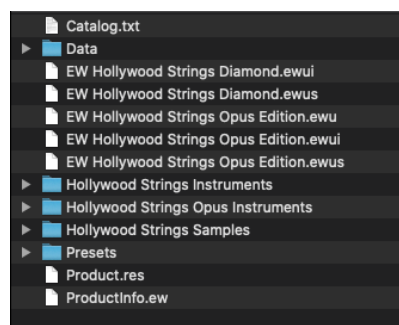 Catalog.txt
Data
EW Hollywood Strings Diamond.ewui
EW Hollywood Strings Diamond.ewus
EW Hollywood Strings Opus Edition.ewu
EW Hollywood Strings Opus Edition.ewui
EW Hollywood Strings Opus Edition.ewus
Hollywood Strings Instruments
Hollywood Strings Opus Instruments
Hollywood Strings Samples
Presets
Product.res
ProductInfo.ew